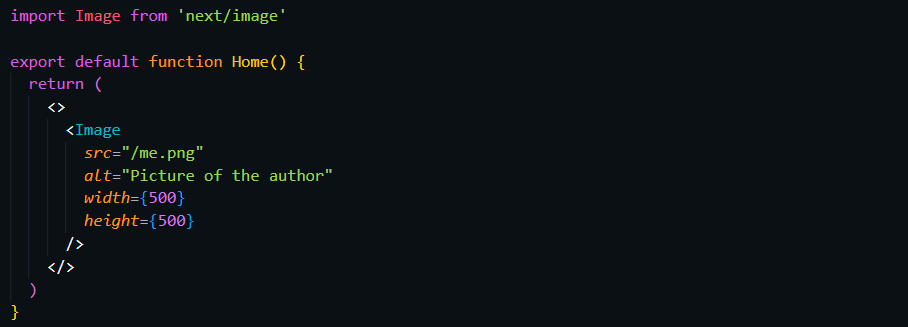 import Image from 'next/image'

export default function Home() {
  return (
    <>
      <Image
        src="/me.png"
        alt="Picture of the author"
        width={500}
        height={500}
      />
    </>
  )
}